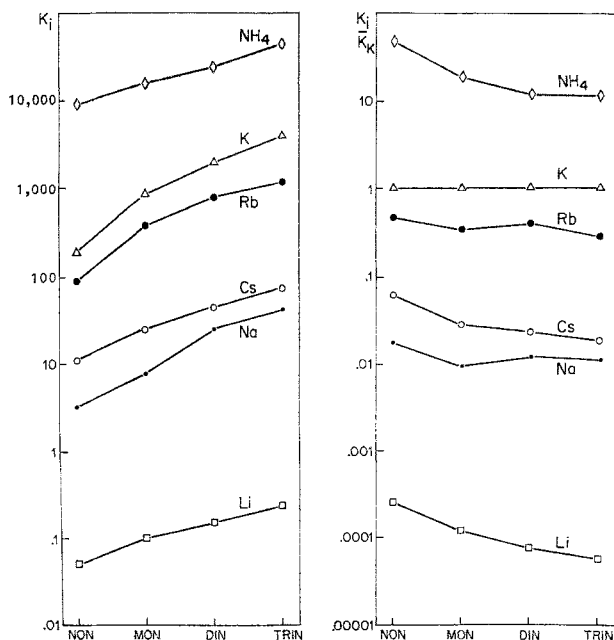 Ki
10,000
1,000
100
10
1
.1
.01
NH4
K
Rb
Cs
Na
Li
NON MON DIN TRIN
Ki
KK
10
1
.1
.01
.0001
.0001
.00001
NH4
K
Rb
Cs
Na
Li
NON MON DIN TRIN